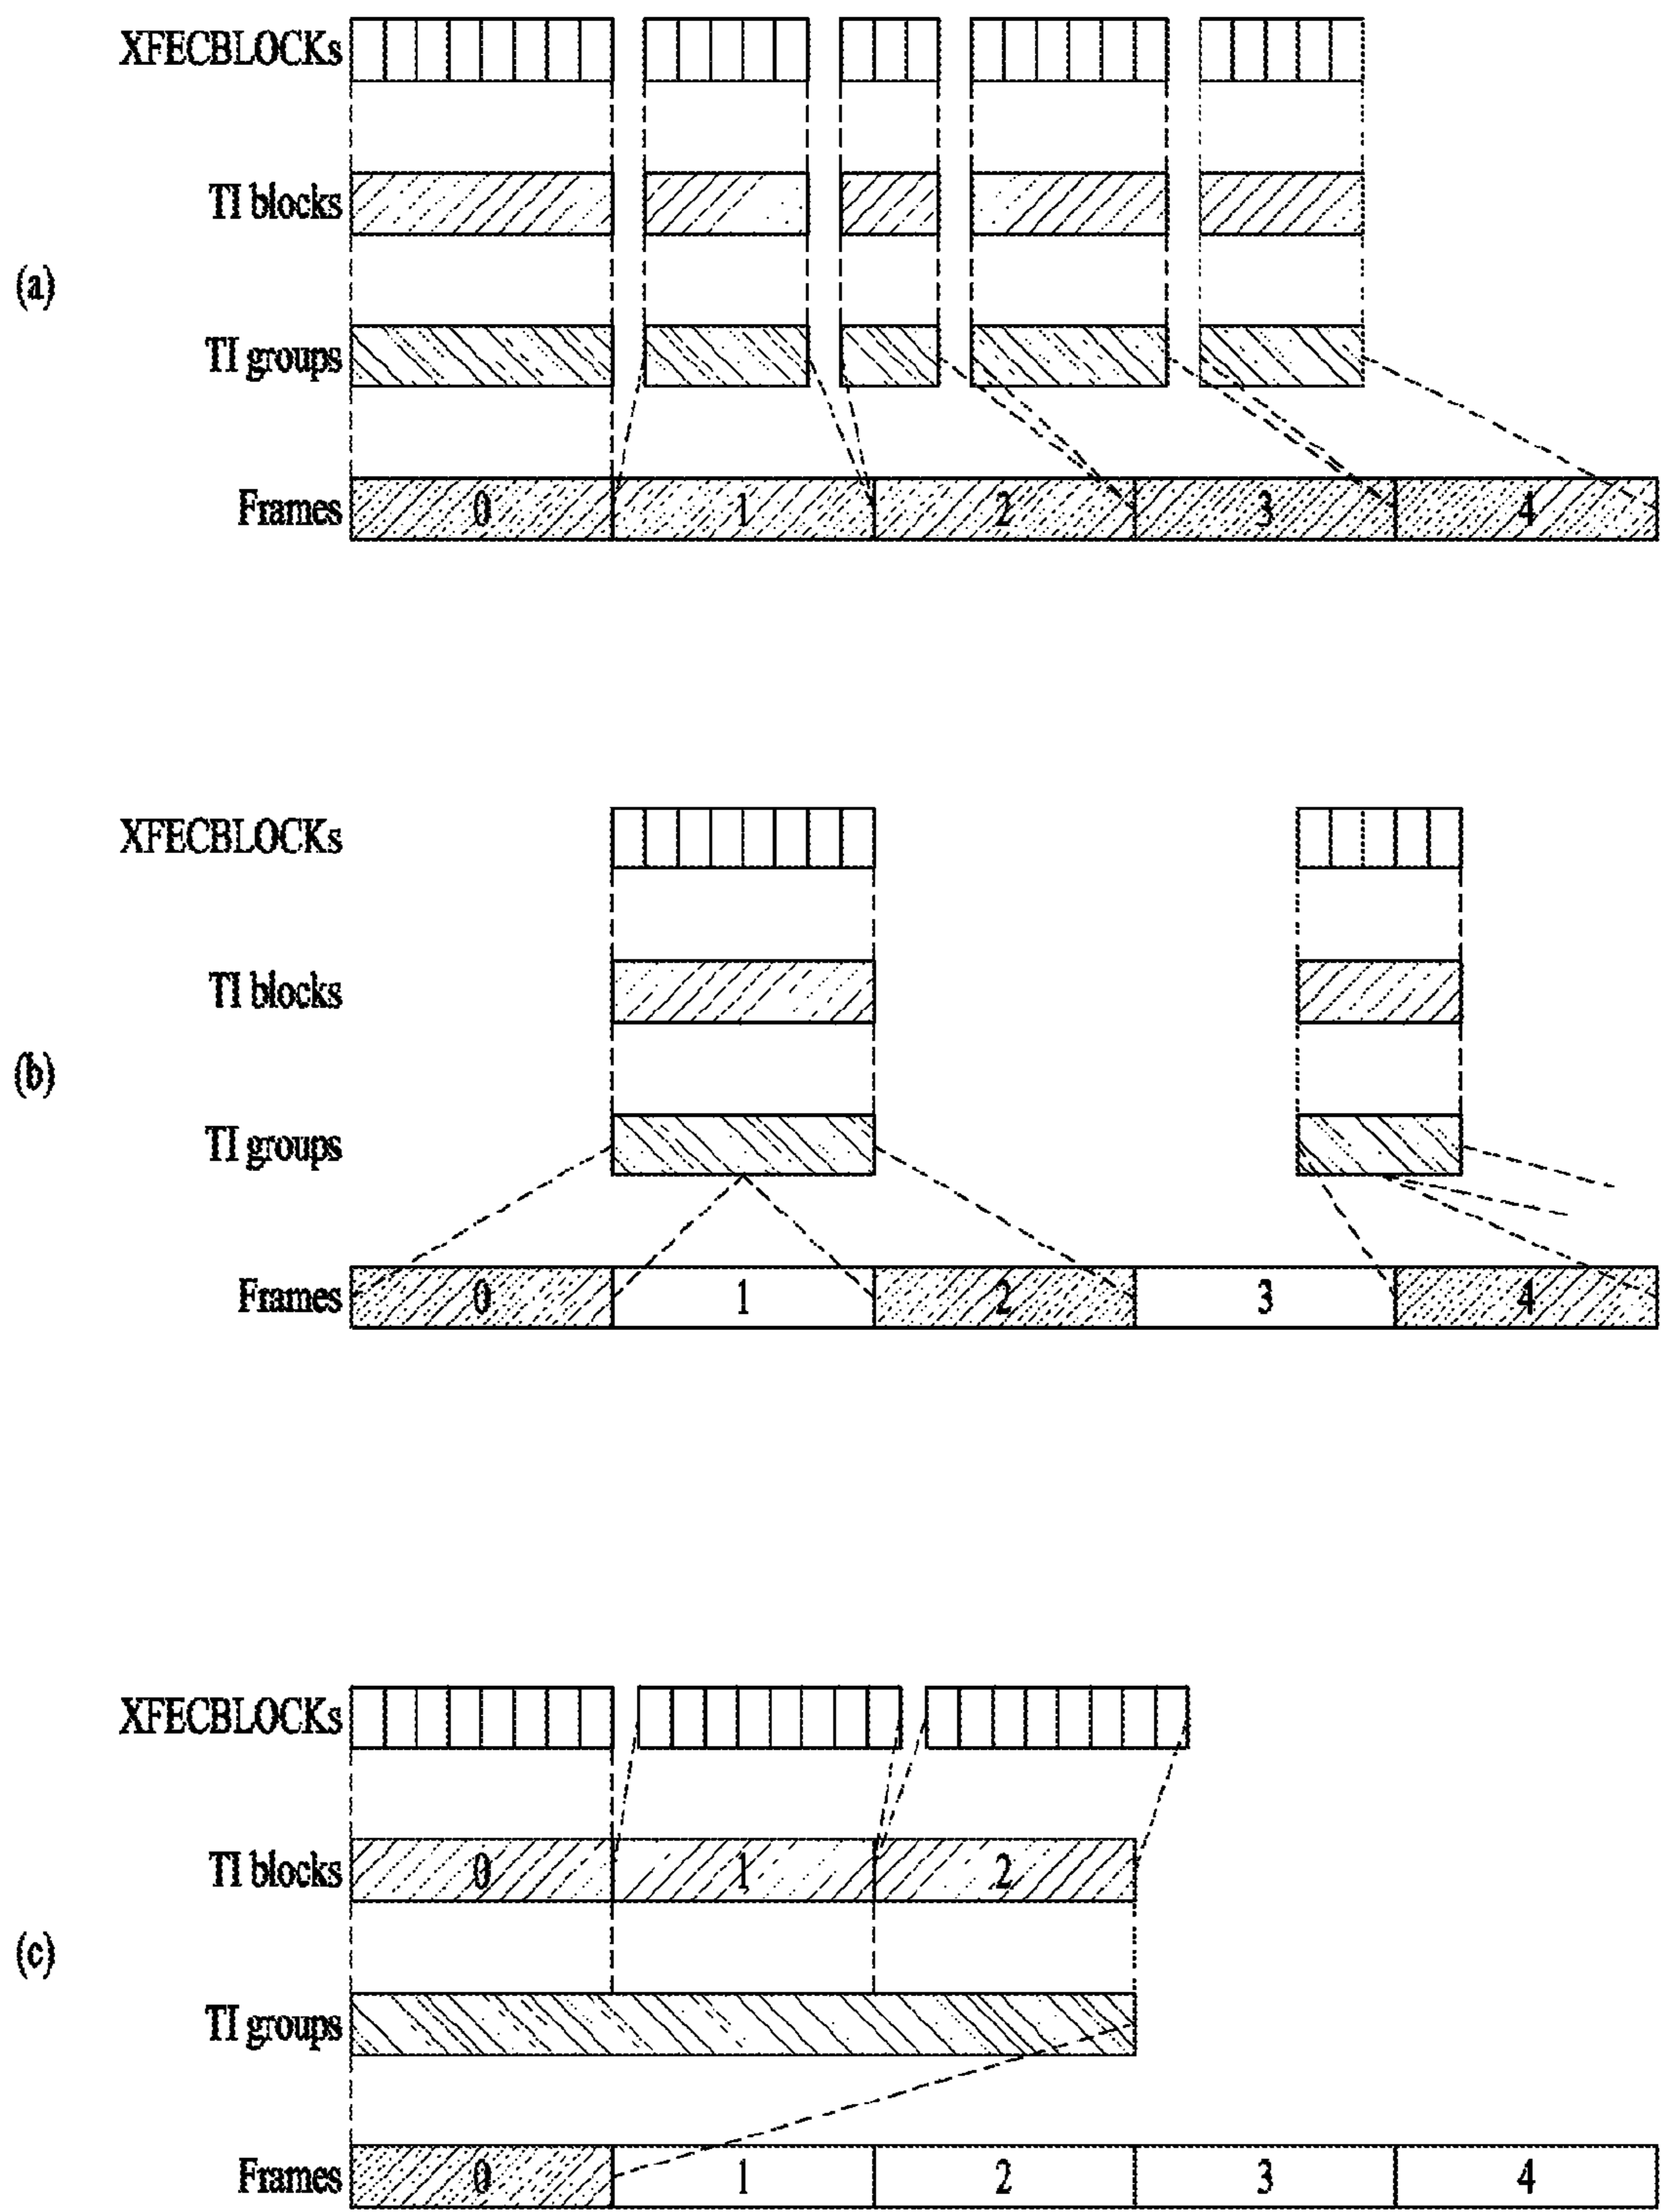 XFECBLOCKs
TI blocks
(a)
TI groups
Frames 0 1 2 3 4
XFECBLOCKs
TI blocks
(b)
TI groups
Frames 0 1 2 3 4
XFECBLOCKs
TI blocks 0 1 2
(c)
TI groups
Frames 0 1 2 3 4